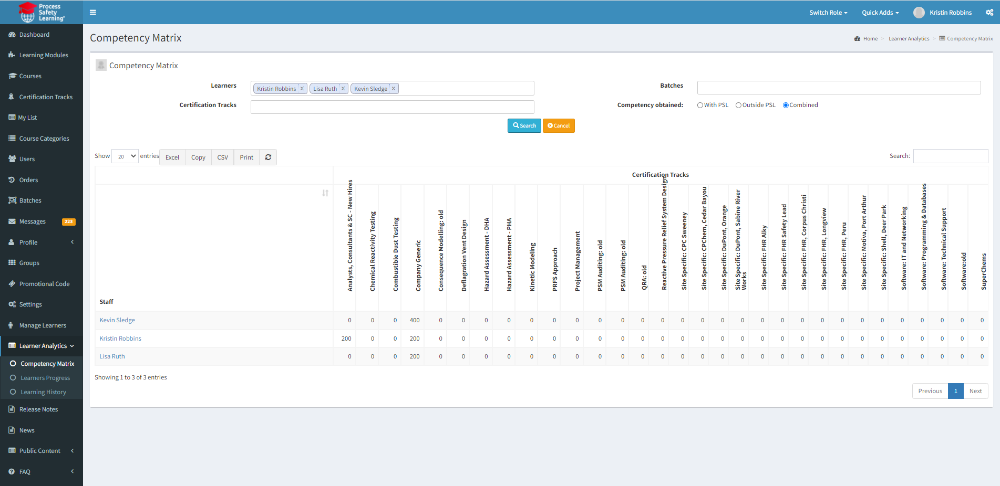 Process
Safety
Learning
Switch Role
Quick Adds
Kristin Robbins
Dashboard
Learning Modules
Courses
Certification Tracks
My List
Course Categories
Users
Orders
Batches
Messages 223
Profile
Groups
Promotional Code
Settings
Manage Learners
Learner Analytics
Competency Matrix
Learners Progress
Learning History
Release Notes
News
Public Content
FAQ
Competency Matrix
Home > Learner Analytics > Competency Matrix
Competency Matrix
Learners Kristin Robbins x Lisa Ruth x Kevin Sledge x
Batches
Certification Tracks
Competency obtained: With PSL Outside PSL Combined
Search Cancel
Show 20 entries Excel Copy CSV Print
Search:
Certification Tracks
Staff
Analysts, Consultants & SC - New Hires
Chemical Reactivity Testing
Combustible Dust Testing
Company Generic
Consequence Modelling: old
Deflagration Vent Design
Hazard Assessment - DHA
Hazard Assessment - PHA
Kinetic Modeling
PRFS Approach
Project Management
PSM Auditing: old
PSM Auditing: old
QRA: old
Reactive Pressure Relief System Design
Site Specific: CPC Sweeney
Site Specific: CPChem, Cedar Bayou
Site Specific: DuPont, Orange
Site Specific: DuPont, Sabine River
Works
Site Specific: FHR Alky
Site Specific: FHR Safety Lead
Site Specific: FHR, Corpus Christi
Site Specific: FHR, Longview
Site Specific: FHR, Peru
Site Specific: Motiva, Port Arthur
Site Specific: Shell, Deer Park
Software: IT and Networking
Software: Programming & Databases
Software: Technical Support
Software:old
SuperChems
Kevin Sledge 0 0 0 400 0 0 0 0 0 0 0 0 0 0 0 0 0 0 0 0 0 0 0 0 0 0 0 0 0 0 0
Kristin Robbins 200 0 0 200 0 0 0 0 0 0 0 0 0 0 0 0 0 0 0 0 0 0 0 0 0 0 0 0 0 0 0
Lisa Ruth 0 0 0 200 0 0 0 0 0 0 0 0 0 0 0 0 0 0 0 0 0 0 0 0 0 0 0 0 0 0 0
Showing 1 to 3 of 3 entries
Previous 1 Next